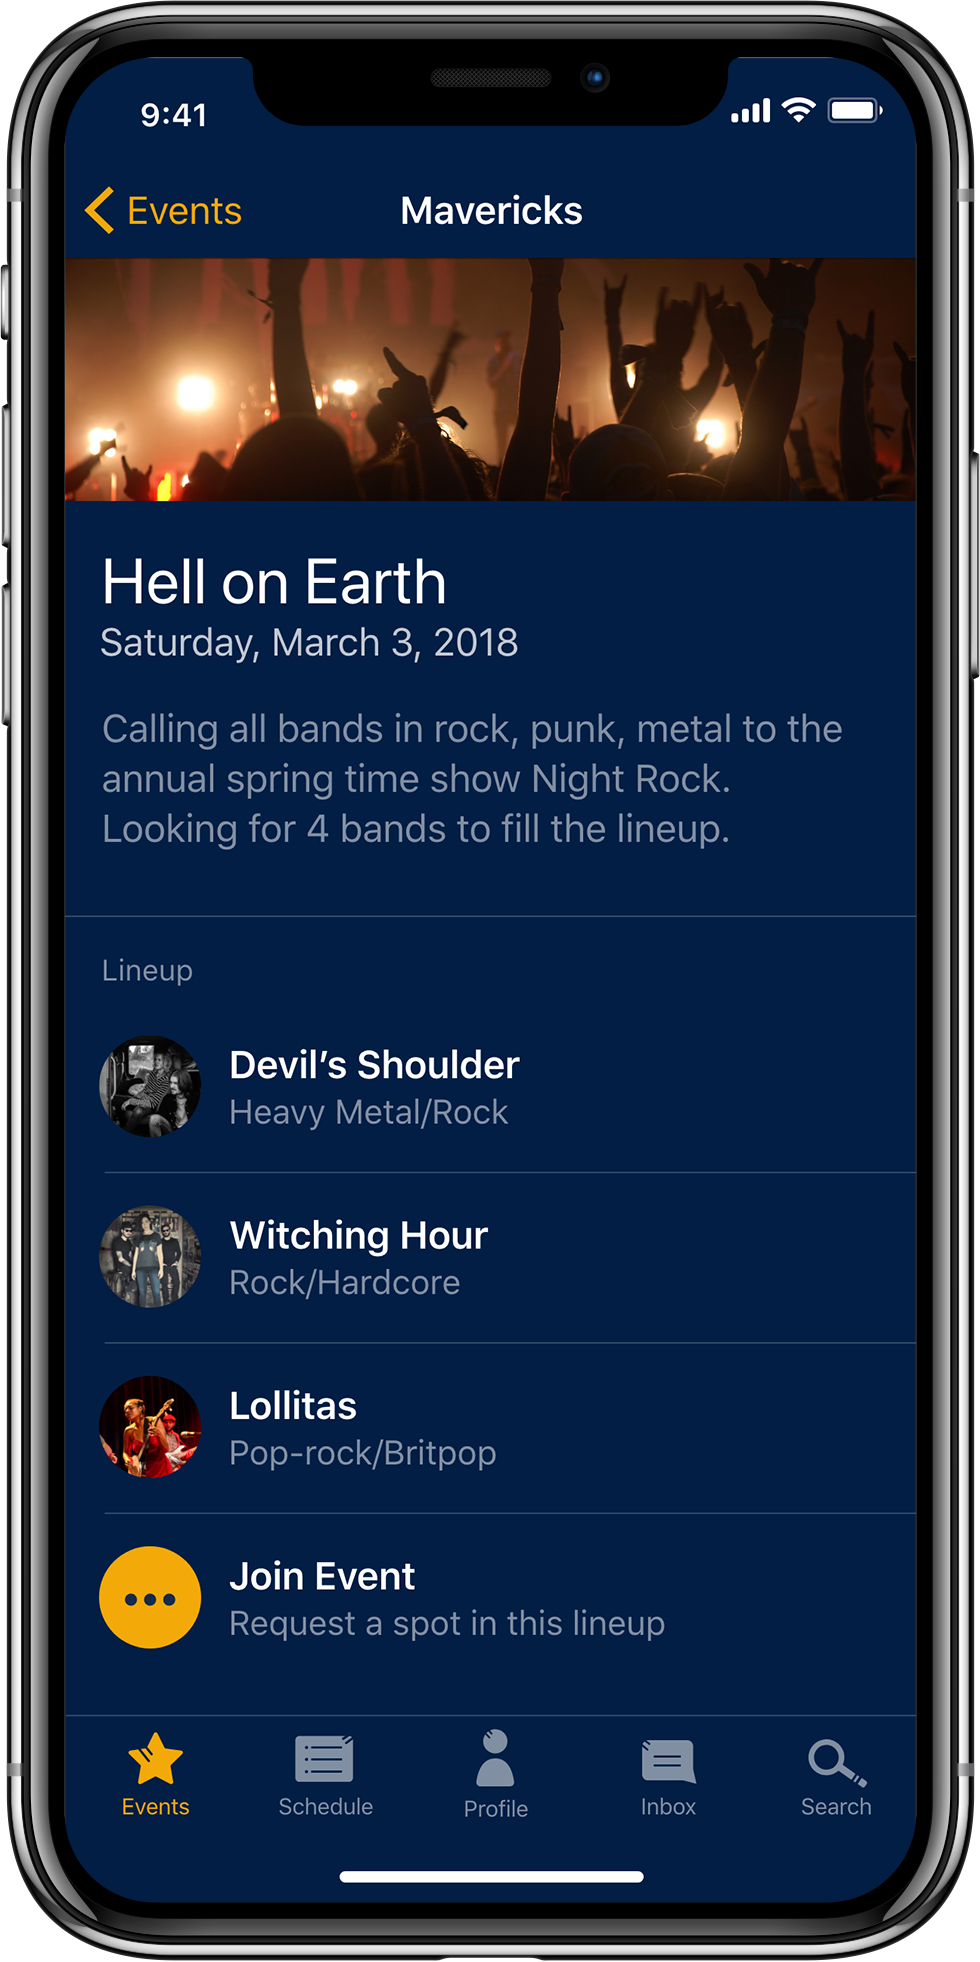 9:41
Events
Mavericks
Hell on Earth
Saturday, March 3, 2018
Calling all bands in rock, punk, metal to the
annual spring time show Night Rock.
Looking for 4 bands to fill the lineup.
Lineup
Devil’s Shoulder
Heavy Metal/Rock
Witching Hour
Rock/Hardcore
Lollitas
Pop-rock/Britpop
Join Event
Request a spot in this lineup
Events
Schedule
Profile
Inbox
Search